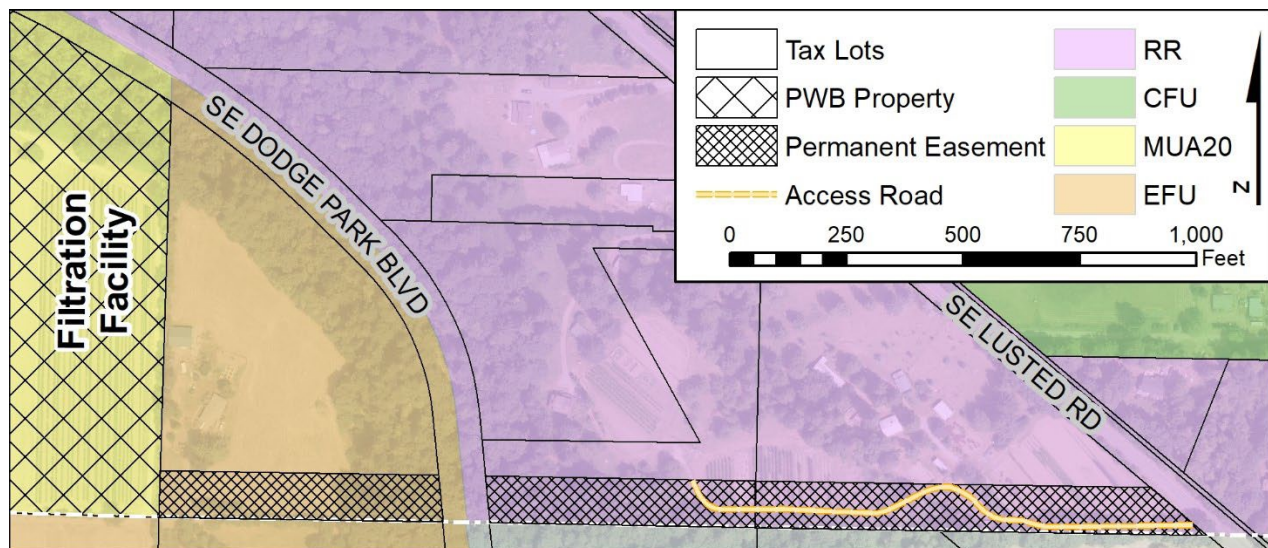 SE DODGE PARK BLVD
Filtration
Facility
SE LUSTED RD
Tax Lots
PWB Property
Permanent Easement
Access Road
RR
CFU
MUA20
EFU
N
0 250 500 750 1,000
Feet